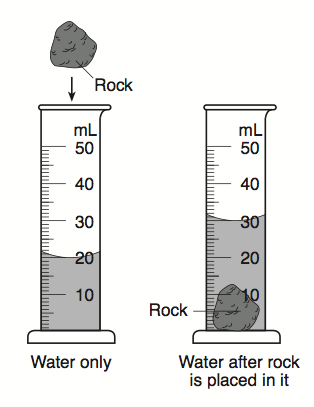 Rock
mL
50
40
30
20
10
mL
50
40
30
20
10
Rock
Water only
Water after rock
is placed in it